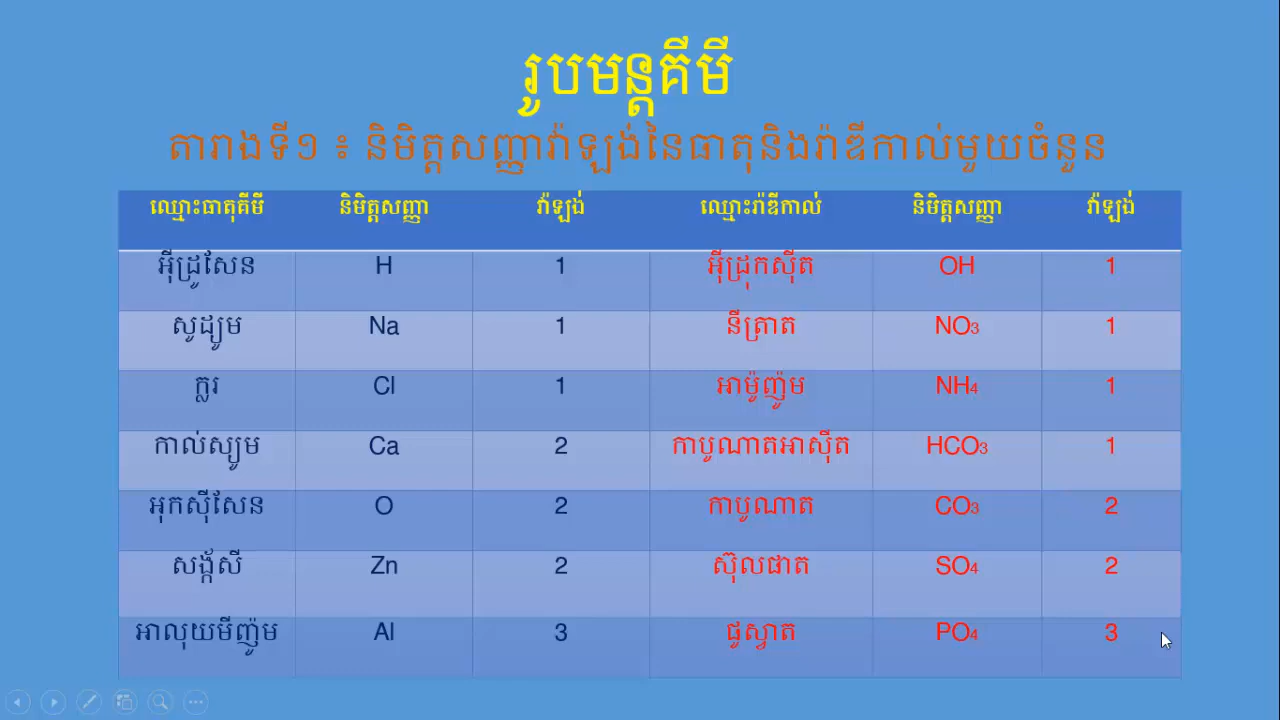 រូបមន្តគីមី
តារាងទី១ ៖ និមិត្តសញ្ញាវ៉ាឡង់នៃធាតុនិងរ៉ាឌីកាល់មួយចំនួន
ឈ្មោះធាតុគីមី និមិត្តសញ្ញា វ៉ាឡង់ ឈ្មោះរ៉ាឌីកាល់ និមិត្តសញ្ញា វ៉ាឡង់
អ៊ីដ្រូសែន H 1 អ៊ីដ្រុកស៊ីត OH 1
សូដ្យូម Na 1 នីត្រាត NO3 1
ក្លរ Cl 1 អាម៉ូញ៉ូម NH4 1
កាល់ស្យូម Ca 2 កាបូណាតអាស៊ីត HCO3 1
អុកស៊ីសែន O 2 កាបូណាត CO3 2
សង្ក័សី Zn 2 ស៊ុលផាត SO4 2
អាលុយមីញ៉ូម Al 3 ផូស្វាត PO4 3